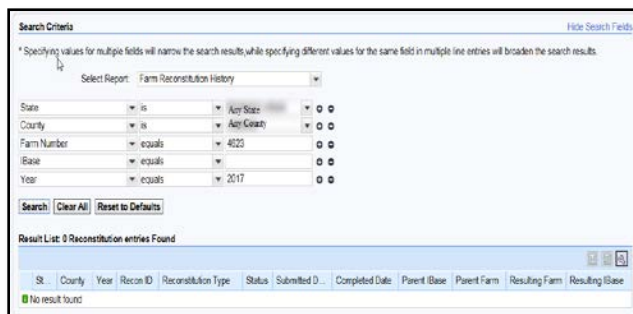 Search Criteria Hide Search Fields
* Specifying values for multiple fields will narrow the search results,while specifying different values for the same field in multiple line entries will broaden the search results.
Select Report: Farm Reconstitution History
State is Any State
County is Any County
Farm Number equals 4623
IBase equals
Year equals 2017
Search Clear All Reset to Defaults
Result List: 0 Reconstitution entries Found
St... County Year Recon ID Reconstitution Type Status Submitted D... Completed Date Parent IBase Parent Farm Resulting Farm Resulting IBase
No result found